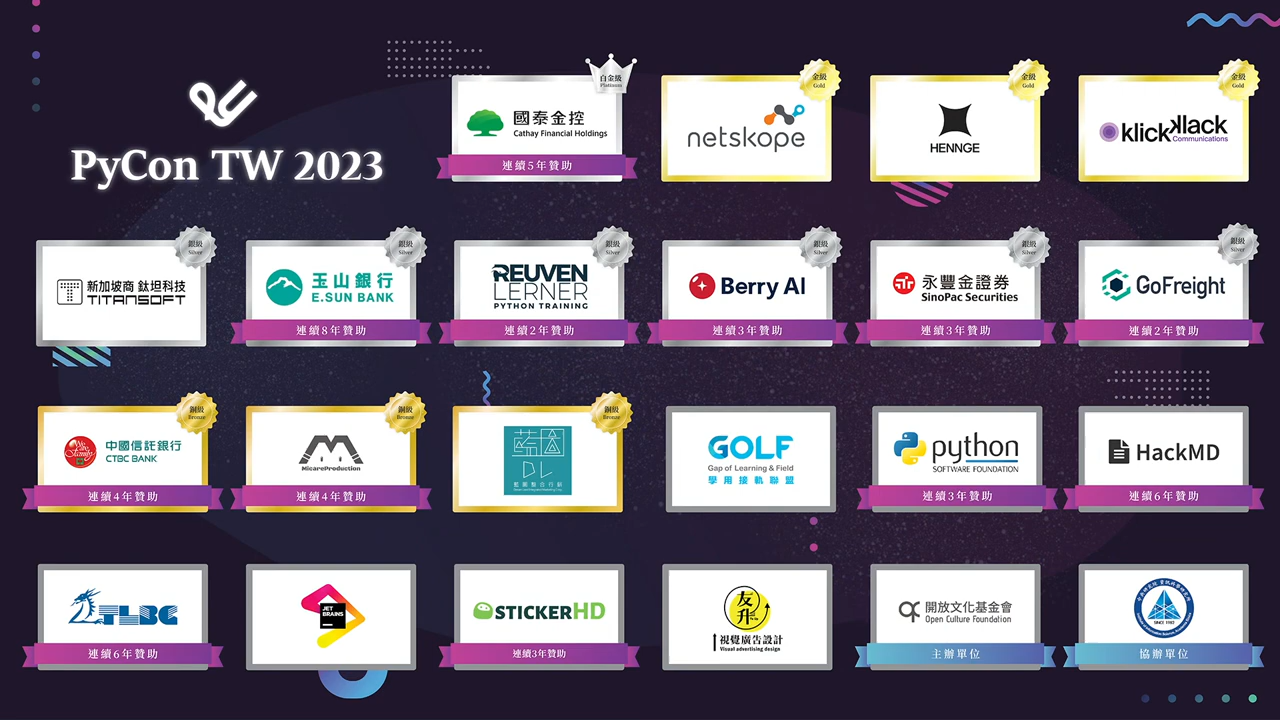 PyCon TW 2023
白金級
Platinum
國泰金控
Cathay Financial Holdings
連續5年贊助
金級
Gold
netskope
金級
Gold
HENNGE
金級
Gold
klickklack
Communications
銀級
Silver
新加坡商 鈦坦科技
TITANSOFT
銀級
Silver
玉山銀行
E.SUN BANK
連續8年贊助
銀級
Silver
REUVEN
LERNER
PYTHON TRAINING
連續2年贊助
銀級
Silver
Berry AI
連續3年贊助
銀級
Silver
永豐金證券
SinoPac Securities
連續3年贊助
銀級
Silver
GoFreight
連續2年贊助
銅級
Bronze
We are
family
中國信託銀行
CTBC BANK
連續4年贊助
銅級
Bronze
MicareProduction
連續4年贊助
銅級
Bronze
藍圖
DL
藍圖整合行銷
GOLF
Gap of Learning & Field
學用接軌聯盟
python
SOFTWARE FOUNDATION
連續3年贊助
HackMD
連續6年贊助
TLBC
連續6年贊助
JET
BRAINS
STICKERHD
連續3年贊助
友
升
視覺廣告設計
Visual advertising design
開放文化基金會
Open Culture Foundation
主辦單位
SINCE 1982
協辦單位